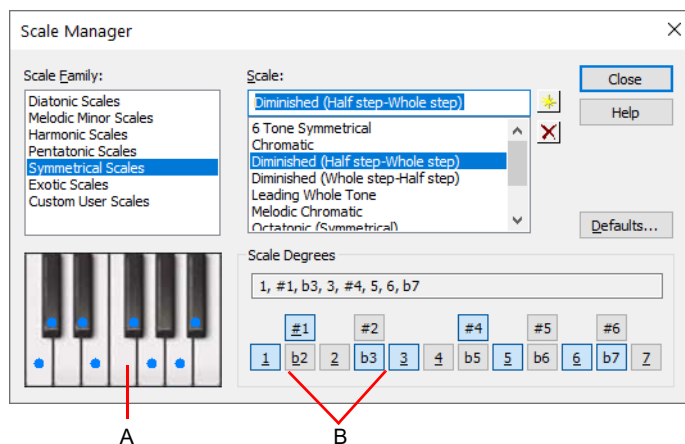 Scale Manager
Scale Family:
Diatonic Scales
Melodic Minor Scales
Harmonic Scales
Pentatonic Scales
Symmetrical Scales
Exotic Scales
Custom User Scales
Scale:
Diminished (Half step-Whole step)
6 Tone Symmetrical
Chromatic
Diminished (Half step-Whole step)
Diminished (Whole step-Half step)
Leading Whole Tone
Melodic Chromatic
Octatonic (Symmetrical)
Close
Help
Defaults...
Scale Degrees
1, #1, b3, 3, #4, 5, 6, b7
#1 #2 #4 #5 #6
1 b2 2 b3 3 4 b5 5 b6 6 b7 7
A B